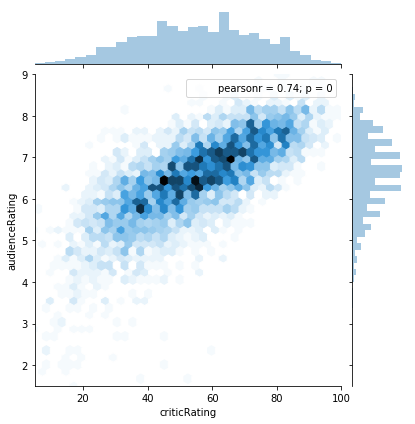 pearsonr = 0.74; p = 0
9
8
7
6
5
4
3
2
audienceRating
20 40 60 80 100
criticRating